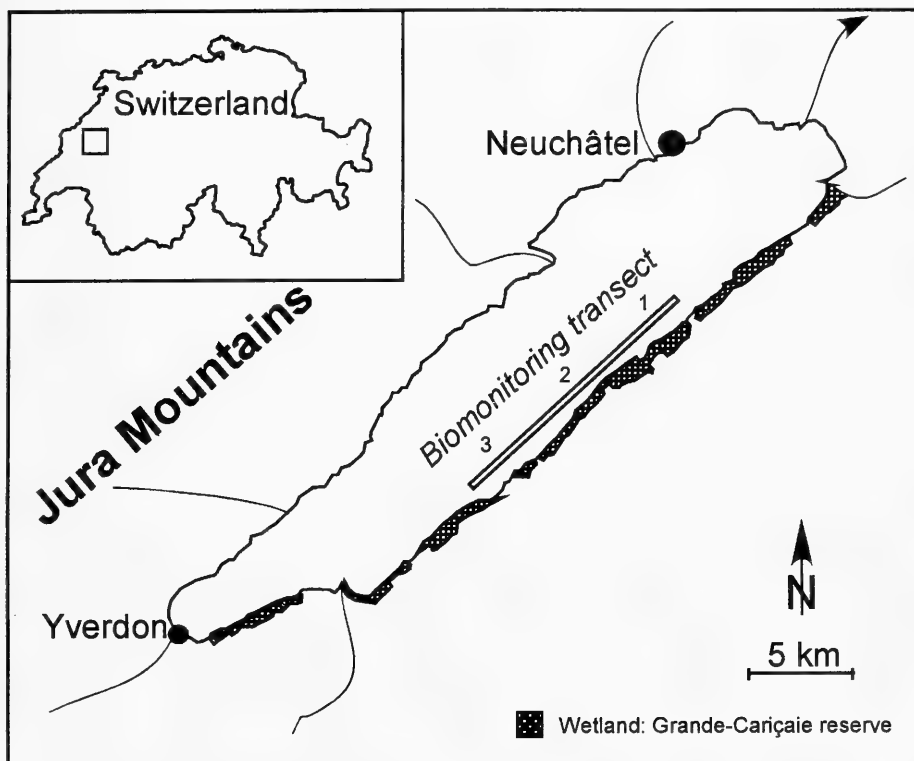 Switzerland
Neuchâtel
Jura Mountains
Biomonitoring transect
1
2
3
Yverdon
N
5 km
Wetland: Grande-Cariçaie reserve